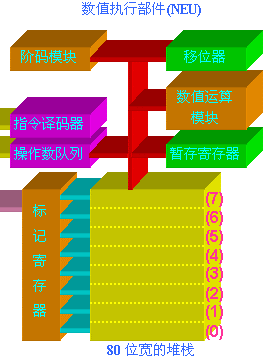 数值执行部件(NEU)
阶码模块
移位器
数值运算
模块
指令译码器
操作数队列
暂存寄存器
标记寄存器
(7)
(6)
(5)
(4)
(3)
(2)
(1)
(0)
80 位宽的堆栈